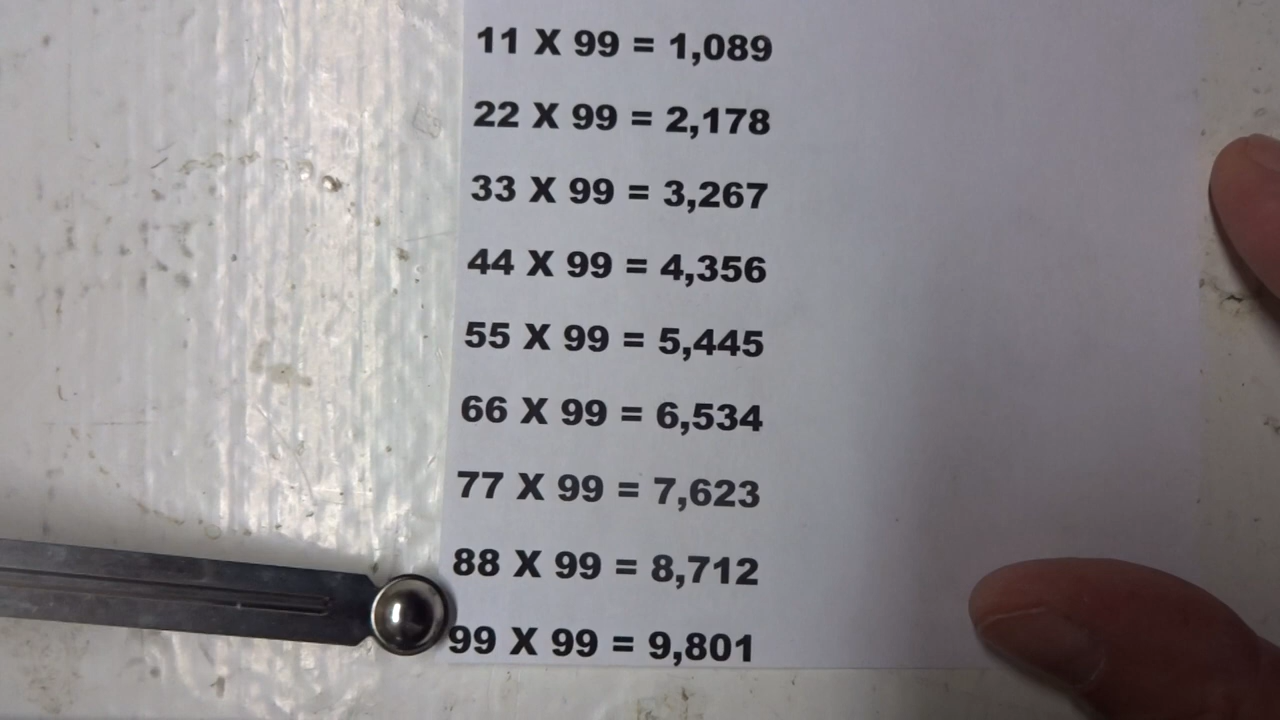 11 X 99 = 1,089
22 X 99 = 2,178
33 X 99 = 3,267
44 X 99 = 4,356
55 X 99 = 5,445
66 X 99 = 6,534
77 X 99 = 7,623
88 X 99 = 8,712
99 X 99 = 9,801